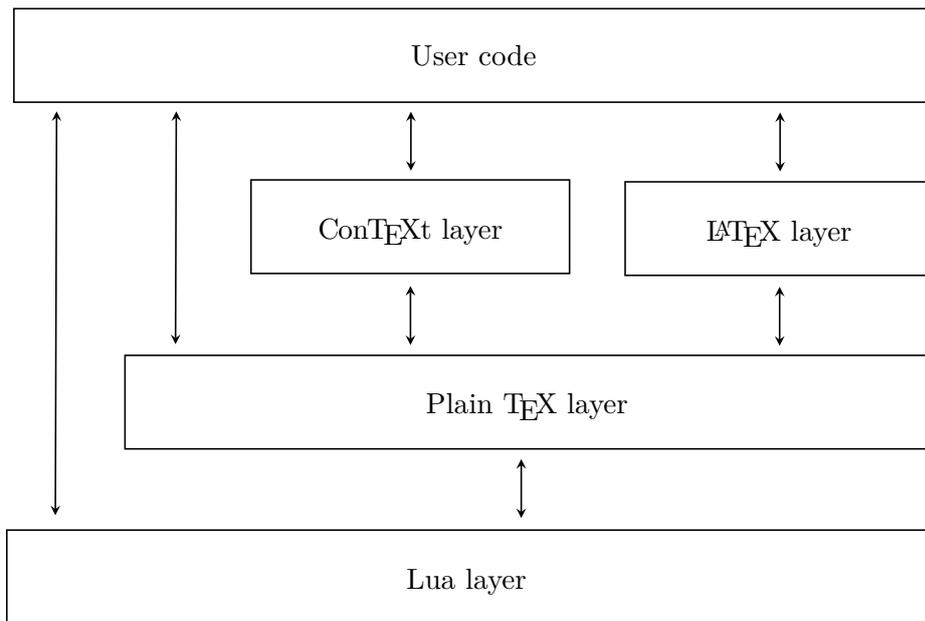 User code
ConTEXt layer
LATEX layer
Plain TEX layer
Lua layer